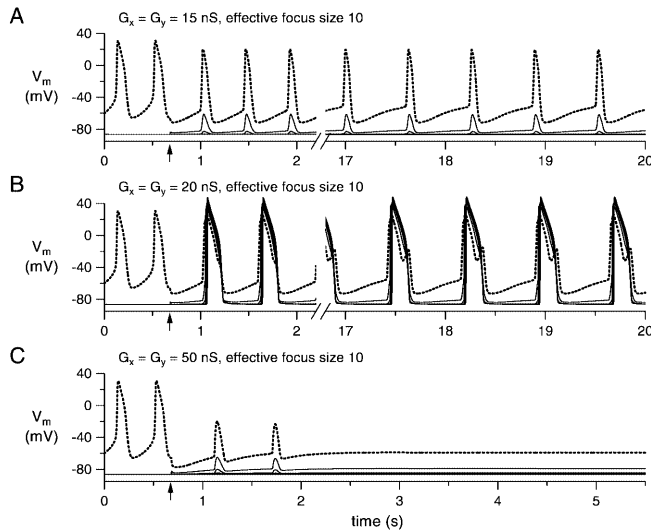 A
Gx = Gy = 15 nS, effective focus size 10
40
0
-40
-80
Vm
(mV)
0 1 2 17 18 19 20
B
Gx = Gy = 20 nS, effective focus size 10
40
0
-40
-80
Vm
(mV)
0 1 2 17 18 19 20
C
Gx = Gy = 50 nS, effective focus size 10
40
0
-40
-80
Vm
(mV)
0 1 2 3 4 5
time (s)